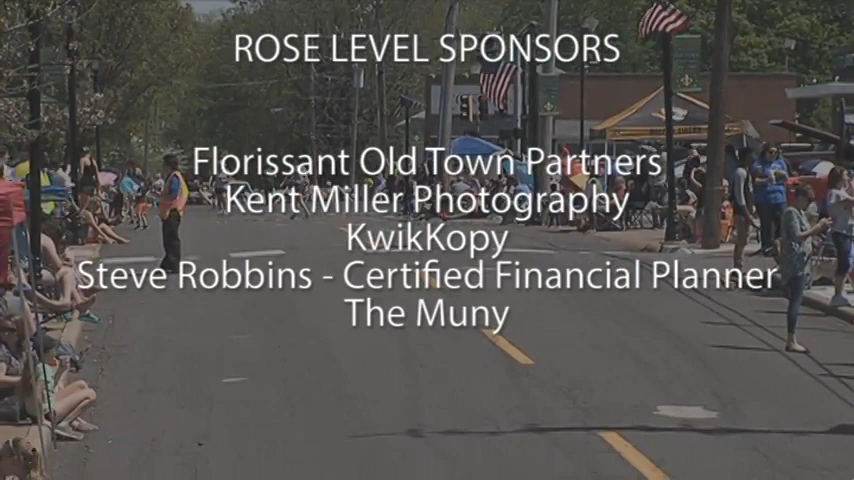 ROSE LEVEL SPONSORS
Florissant Old Town Partners
Kent Miller Photography
KwikKopy
Steve Robbins - Certified Financial Planner
The Muny